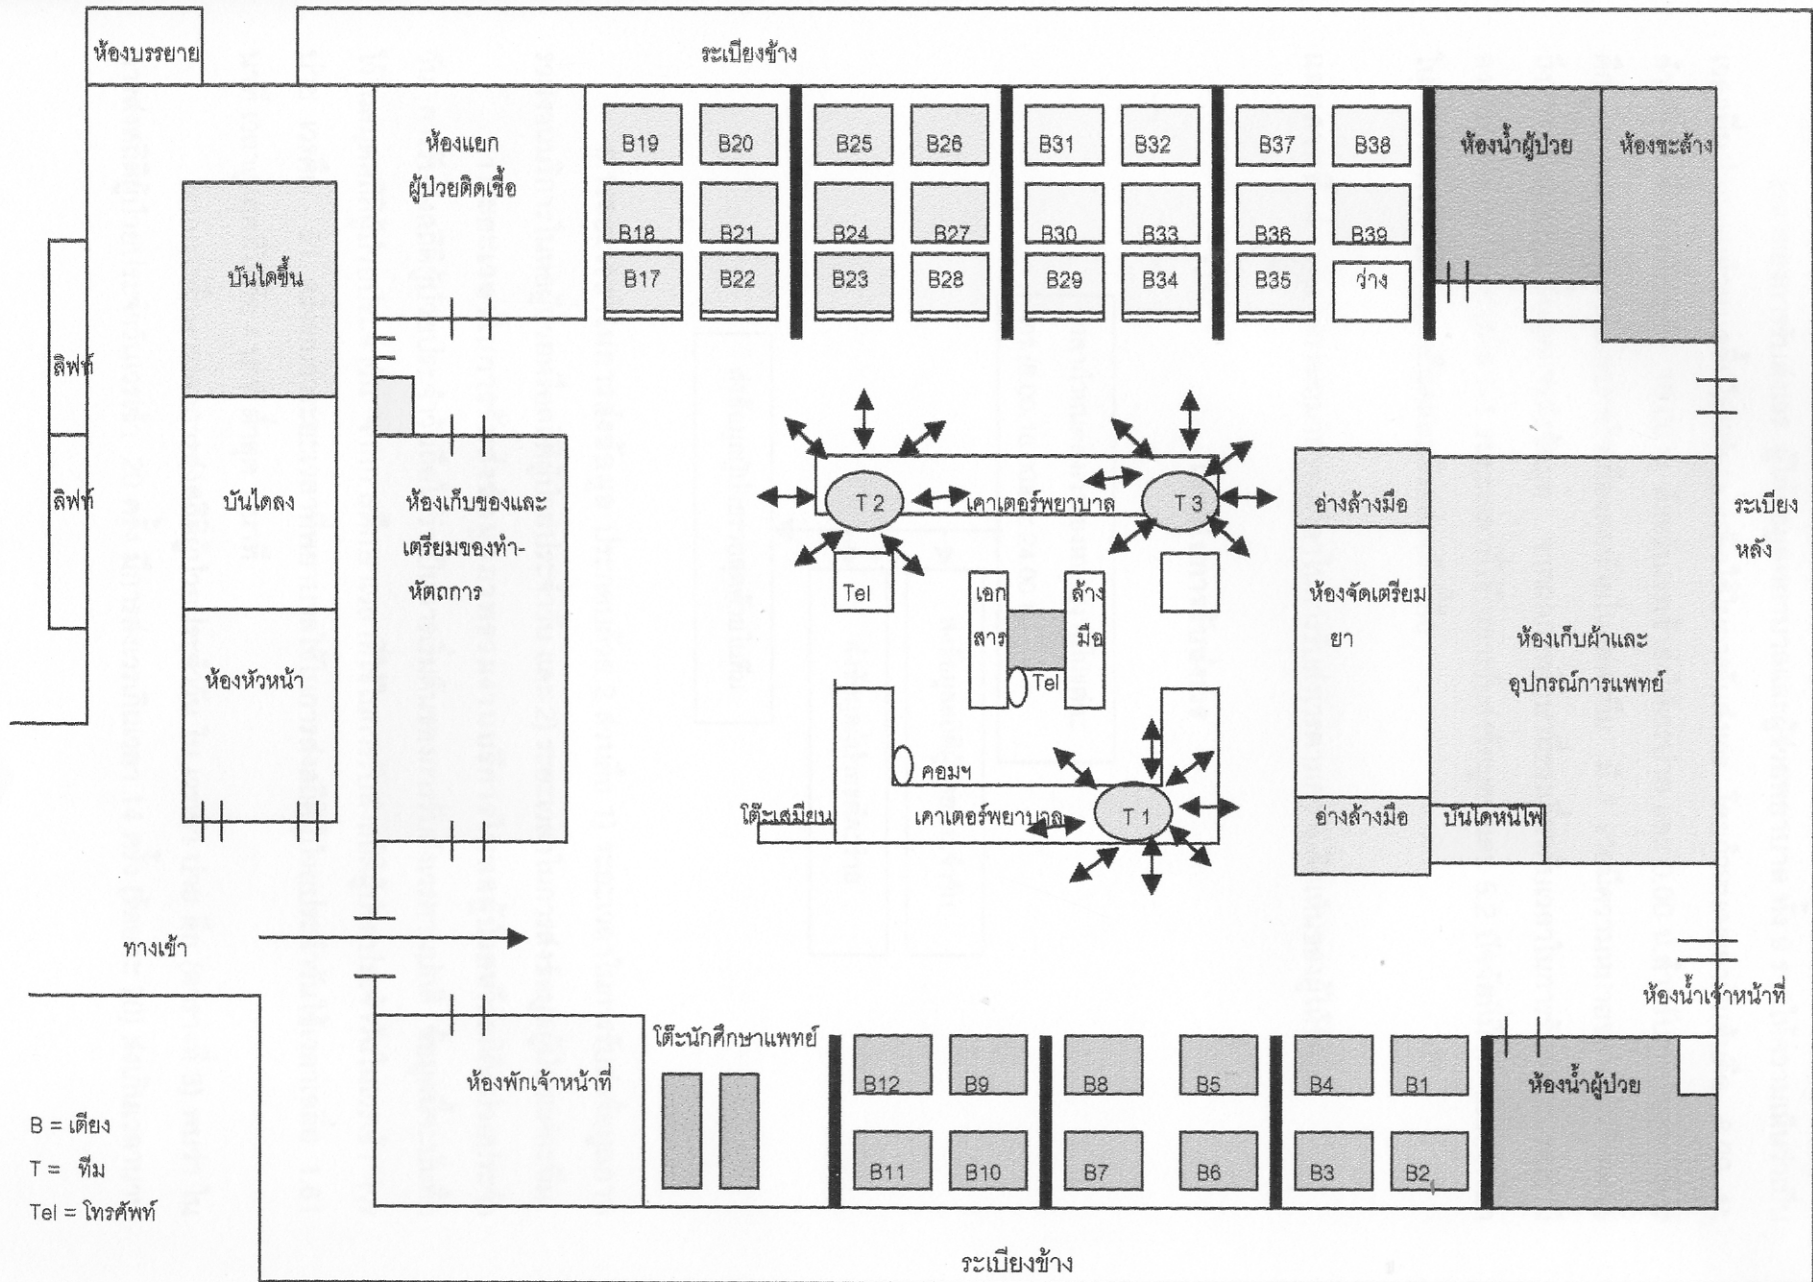 ห้องบรรยาย
ระเบียงข้าง
ห้องแยก
ผู้ป่วยติดเชื้อ
B19 B20 B25 B26 B31 B32 B37 B38
ห้องน้ำผู้ป่วย
ห้องชะล้าง
B18 B21 B24 B27 B30 B33 B36 B39
B17 B22 B23 B28 B29 B34 B35 ว่าง
บันไดขึ้น
ลิฟท์
ลิฟท์
บันไดลง
ห้องหัวหน้า
ห้องเก็บของและ
เตรียมของทำ-
หัตถการ
T 2
เคาเตอร์พยาบาล
T 3
Tel
เอก
สาร
ล้าง
มือ
Tel
คอมฯ
โต๊ะเสมียน
เคาเตอร์พยาบาล
T 1
อ่างล้างมือ
ห้องจัดเตรียม
ยา
อ่างล้างมือ
ห้องเก็บผ้าและ
อุปกรณ์การแพทย์
บันไดหนีไฟ
ระเบียง
หลัง
ทางเข้า
ห้องน้ำเจ้าหน้าที่
ห้องพักเจ้าหน้าที่
โต๊ะนักศึกษาแพทย์
B12 B9 B8 B5 B4 B1
B11 B10 B7 B6 B3 B2
ห้องน้ำผู้ป่วย
B = เตียง
T = ทีม
Tel = โทรศัพท์
ระเบียงข้าง